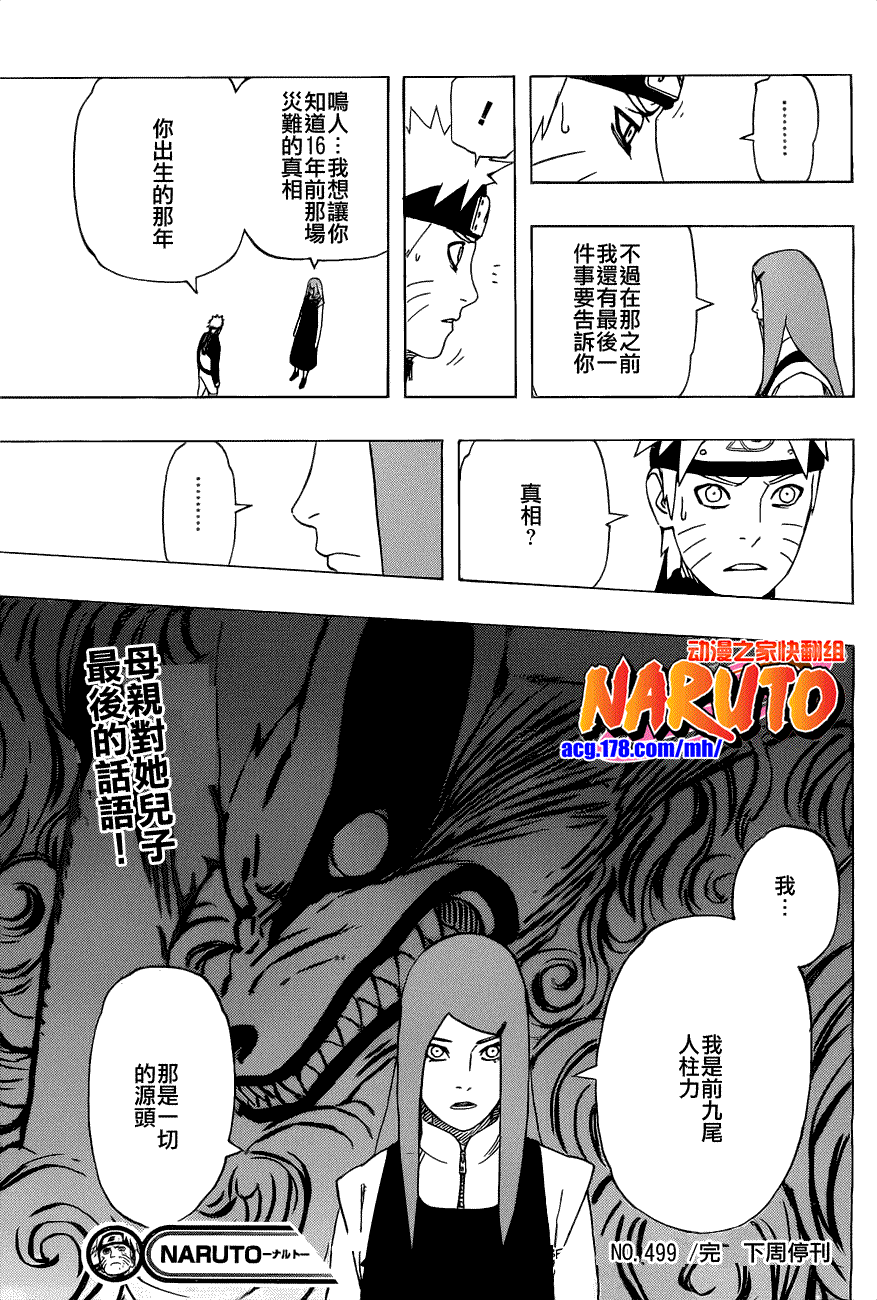 ………
不過在那之前
我還有最後一
件事要告訴你
!
鳴人…我想讓你
知道16年前那場
災難的真相
你出生的那年
真相?
………
动漫之家快翻组
NARUTO
acg.178.com/mh/
母親對她兒子
最後的話語!
我…
我是前九尾
人柱力
那是一切
的源頭
NARUTO ーナルトー
NO.499 /完 下周停刊